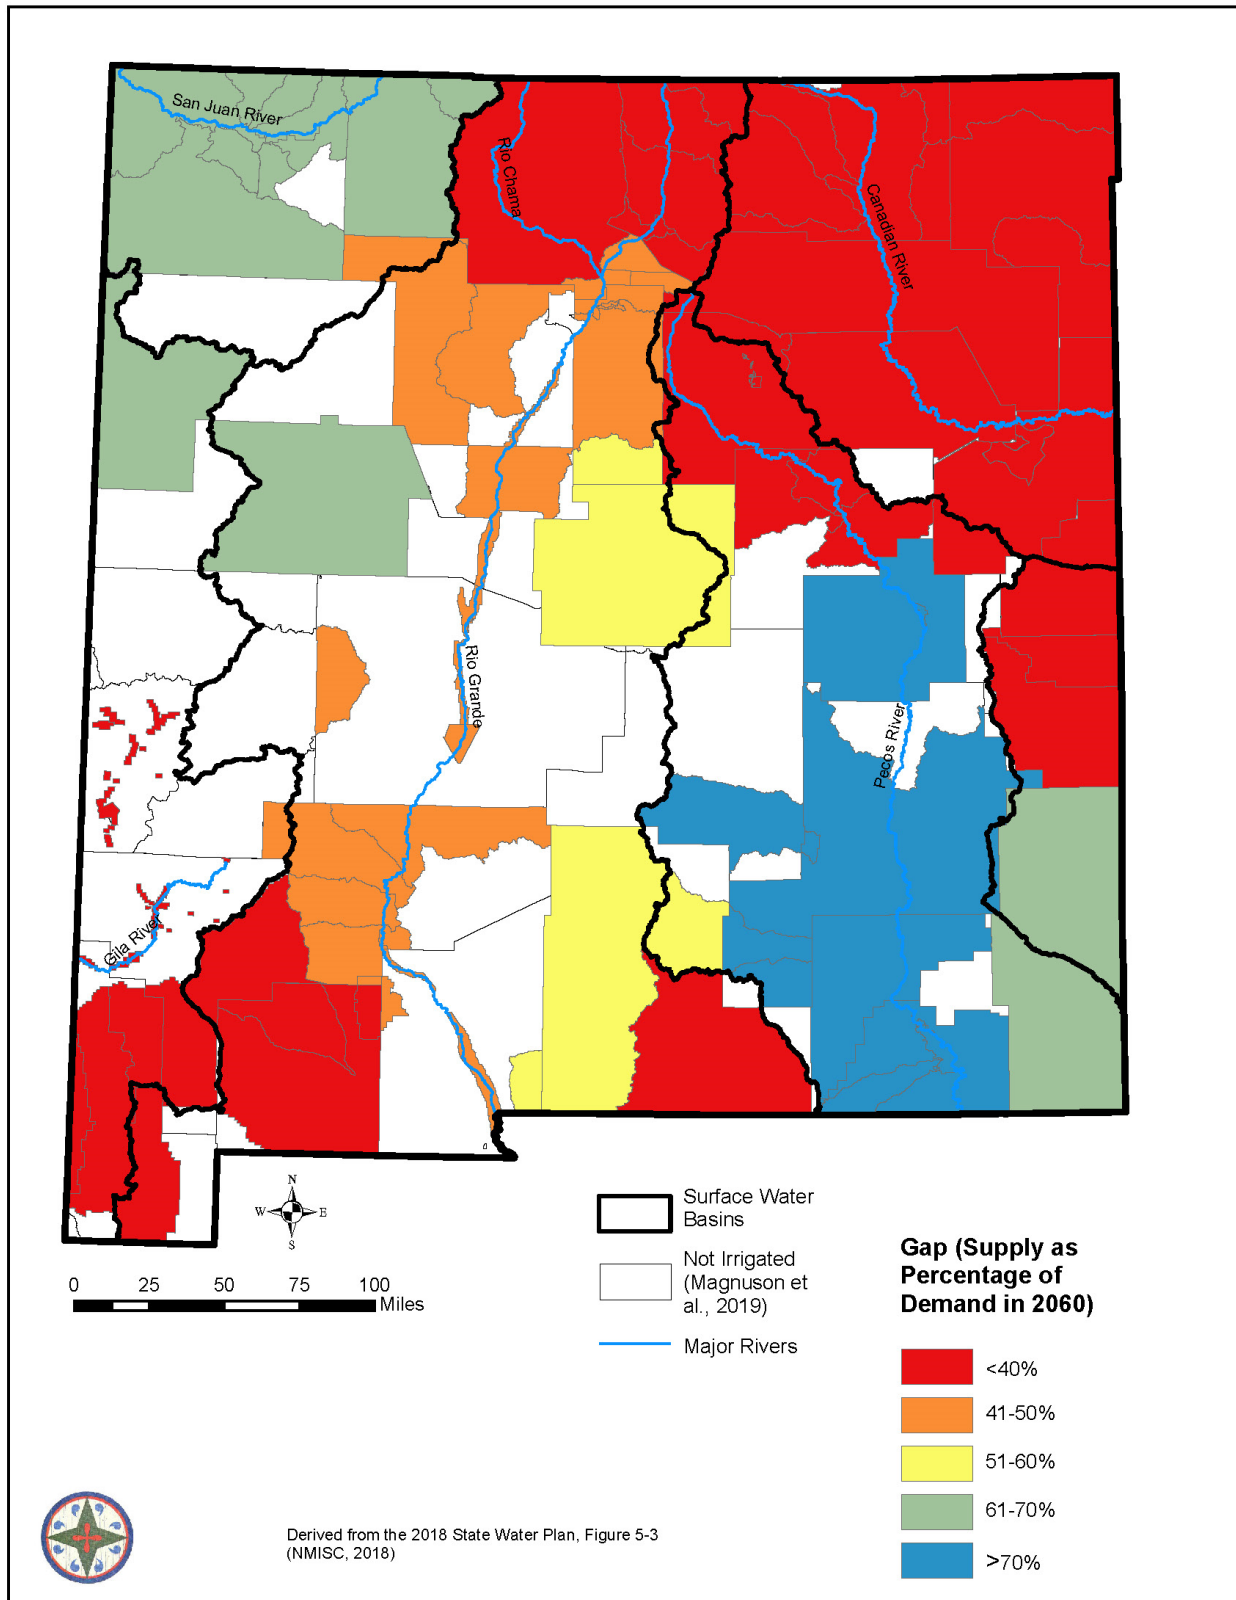 San Juan River
Rio Chama
Canadian River
Rio Grande
Pecos River
Gila River
N
W
E
S
0 25 50 75 100
Miles
Surface Water
Basins
Not Irrigated
(Magnuson et
al., 2019)
Major Rivers
Gap (Supply as
Percentage of
Demand in 2060)
<40%
41-50%
51-60%
61-70%
>70%
Derived from the 2018 State Water Plan, Figure 5-3
(NMISC, 2018)